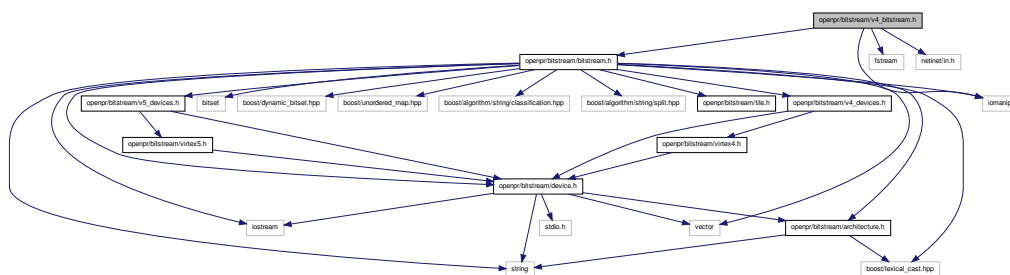 openpr/bitstream/v4_bitstream.h
openpr/bitstream/bitstream.h
fstream
netinet/in.h
openpr/bitstream/v5_devices.h
bitset
boost/dynamic_bitset.hpp
boost/unordered_map.hpp
boost/algorithm/string/classification.hpp
boost/algorithm/string/split.hpp
openpr/bitstream/tile.h
openpr/bitstream/v4_devices.h
iomanip
openpr/bitstream/virtex5.h
openpr/bitstream/virtex4.h
openpr/bitstream/device.h
iostream
stdio.h
vector
openpr/bitstream/architecture.h
string
boost/lexical_cast.hpp